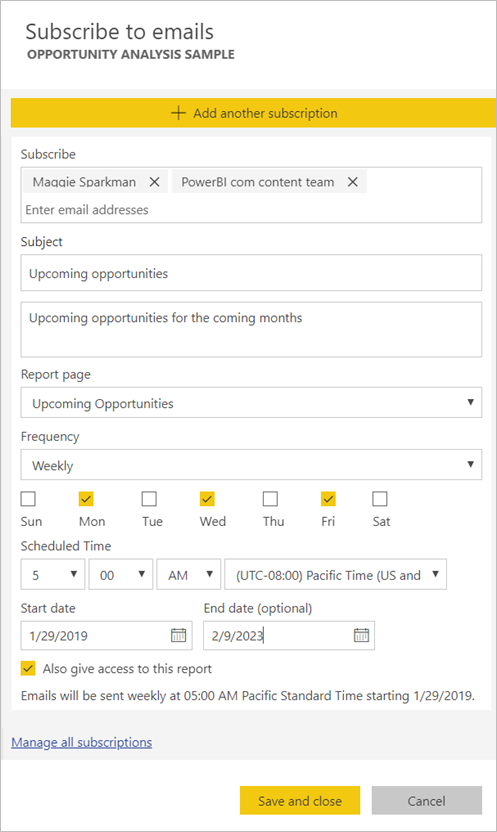 Subscribe to emails
OPPORTUNITY ANALYSIS SAMPLE
Add another subscription
Subscribe
Maggie Sparkman PowerBI com content team
Enter email addresses
Subject
Upcoming opportunities
Upcoming opportunities for the coming months
Report page
Upcoming Opportunities
Frequency
Weekly
Sun Mon Tue Wed Thu Fri Sat
Scheduled Time
5 00 AM (UTC-08:00) Pacific Time (US and
Start date End date (optional)
1/29/2019 2/9/2023
Also give access to this report
Emails will be sent weekly at 05:00 AM Pacific Standard Time starting 1/29/2019.
Manage all subscriptions
Save and close Cancel